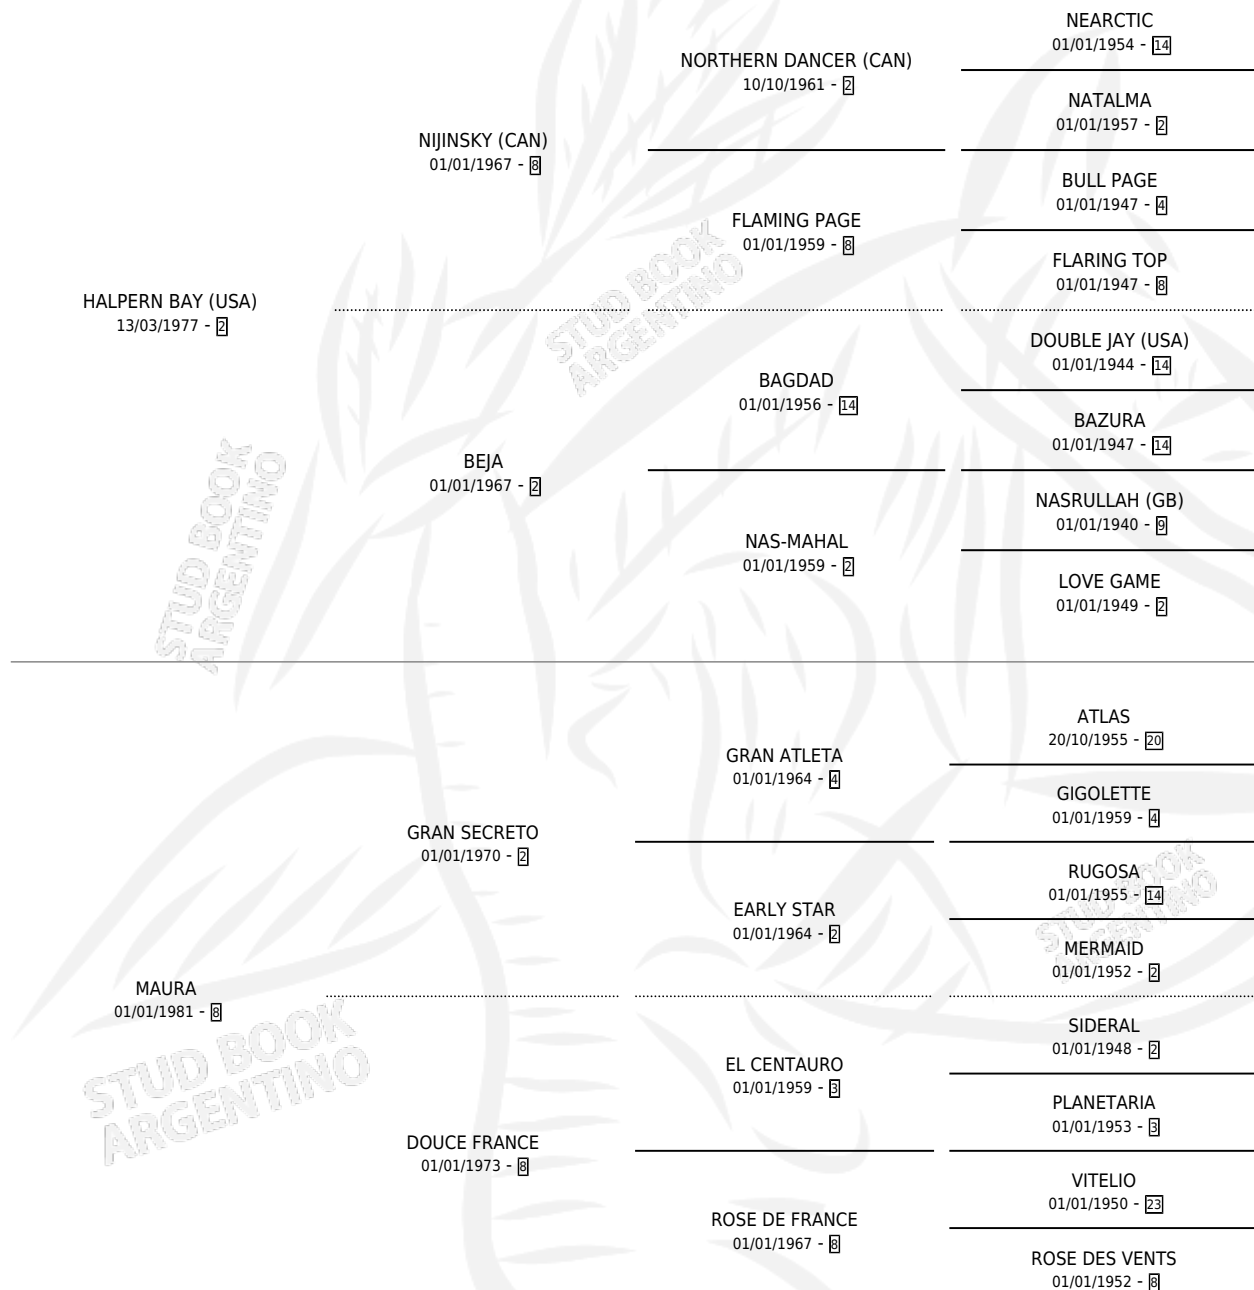 NEARCTIC
01/01/1954 - 14
NORTHERN DANCER (CAN)
10/10/1961 - 2
NATALMA
01/01/1957 - 2
NIJINSKY (CAN)
01/01/1967 - 8
BULL PAGE
01/01/1947 - 4
FLAMING PAGE
01/01/1959 - 8
FLARING TOP
01/01/1947 - 8
HALPERN BAY (USA)
13/03/1977 - 2
DOUBLE JAY (USA)
01/01/1944 - 14
BAGDAD
01/01/1956 - 14
BAZURA
01/01/1947 - 14
BEJA
01/01/1967 - 2
NASRULLAH (GB)
01/01/1940 - 9
NAS-MAHAL
01/01/1959 - 2
LOVE GAME
01/01/1949 - 2
STUD BOOK
ARGENTINO
STUD BOOK
ARGENTINO
ATLAS
20/10/1955 - 20
GRAN ATLETA
01/01/1964 - 4
GIGOLETTE
01/01/1959 - 4
GRAN SECRETO
01/01/1970 - 2
RUGOSA
01/01/1955 - 14
EARLY STAR
01/01/1964 - 2
MERMAID
01/01/1952 - 2
MAURA
01/01/1981 - 8
SIDERAL
01/01/1948 - 2
EL CENTAURO
01/01/1959 - 3
PLANETARIA
01/01/1953 - 3
DOUCE FRANCE
01/01/1973 - 8
VITELIO
01/01/1950 - 23
ROSE DE FRANCE
01/01/1967 - 8
ROSE DES VENTS
01/01/1952 - 8
STUD BOOK
ARGENTINO
STUD BOOK
ARGENTINO